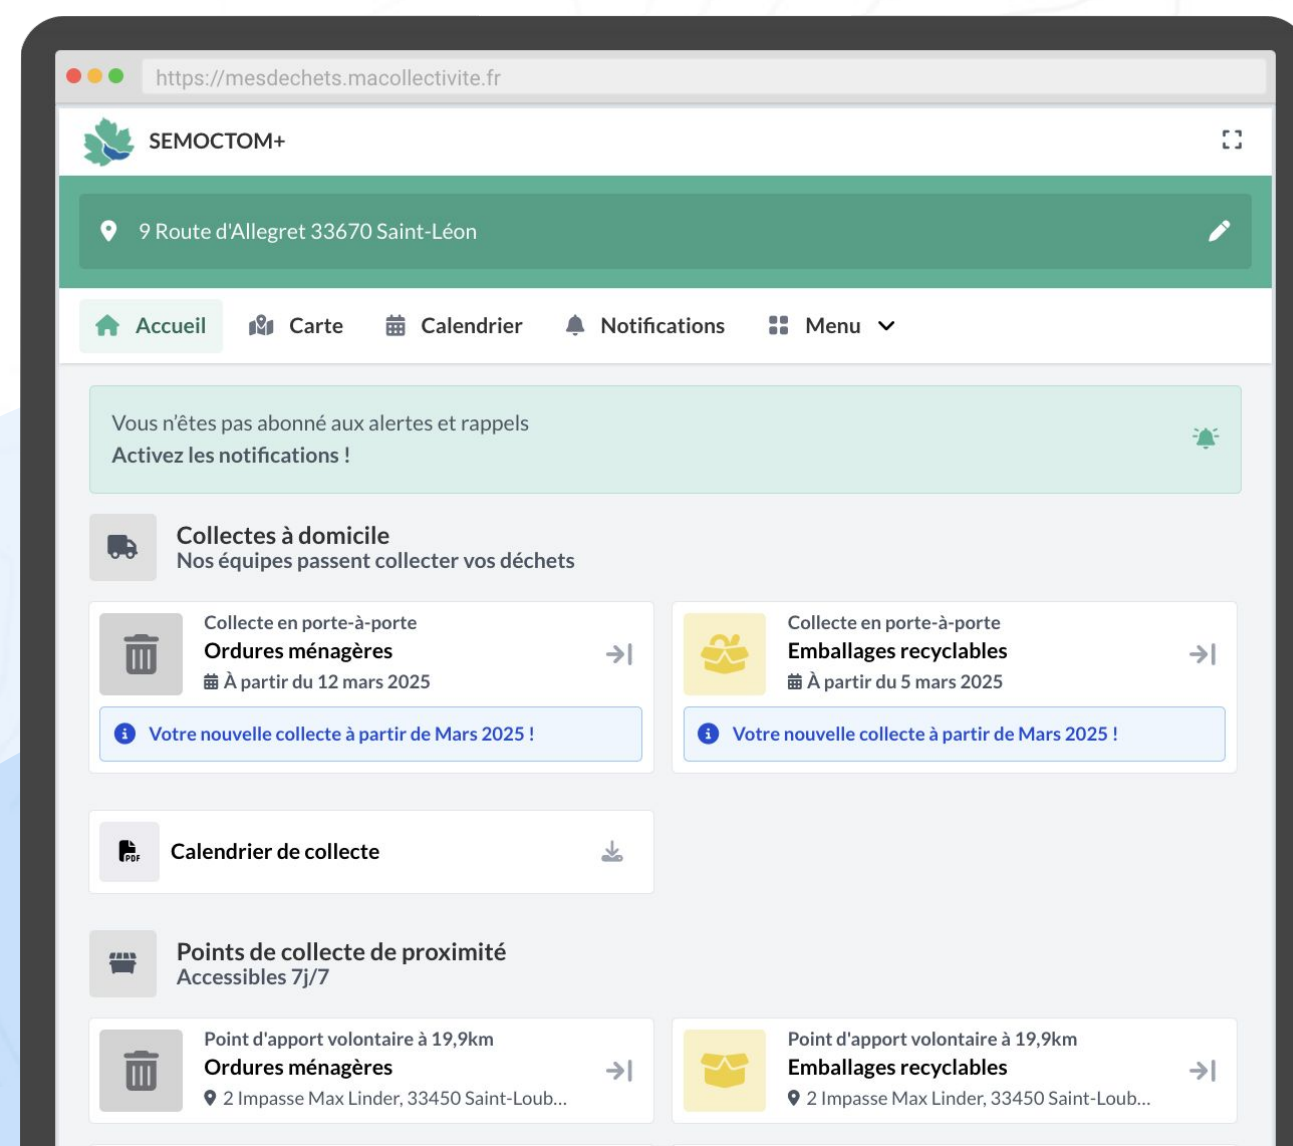 https://mesdechets.macollectivite.fr
SEMOCTOM+
9 Route d'Allegret 33670 Saint-Léon
Accueil Carte Calendrier Notifications Menu
Vous n’êtes pas abonné aux alertes et rappels
Activez les notifications !
Collectes à domicile
Nos équipes passent collecter vos déchets
Collecte en porte-à-porte
Ordures ménagères
À partir du 12 mars 2025
Votre nouvelle collecte à partir de Mars 2025 !
Collecte en porte-à-porte
Emballages recyclables
À partir du 5 mars 2025
Votre nouvelle collecte à partir de Mars 2025 !
PDF
Calendrier de collecte
Points de collecte de proximité
Accessibles 7j/7
Point d'apport volontaire à 19,9km
Ordures ménagères
2 Impasse Max Linder, 33450 Saint-Loub...
Point d'apport volontaire à 19,9km
Emballages recyclables
2 Impasse Max Linder, 33450 Saint-Loub...